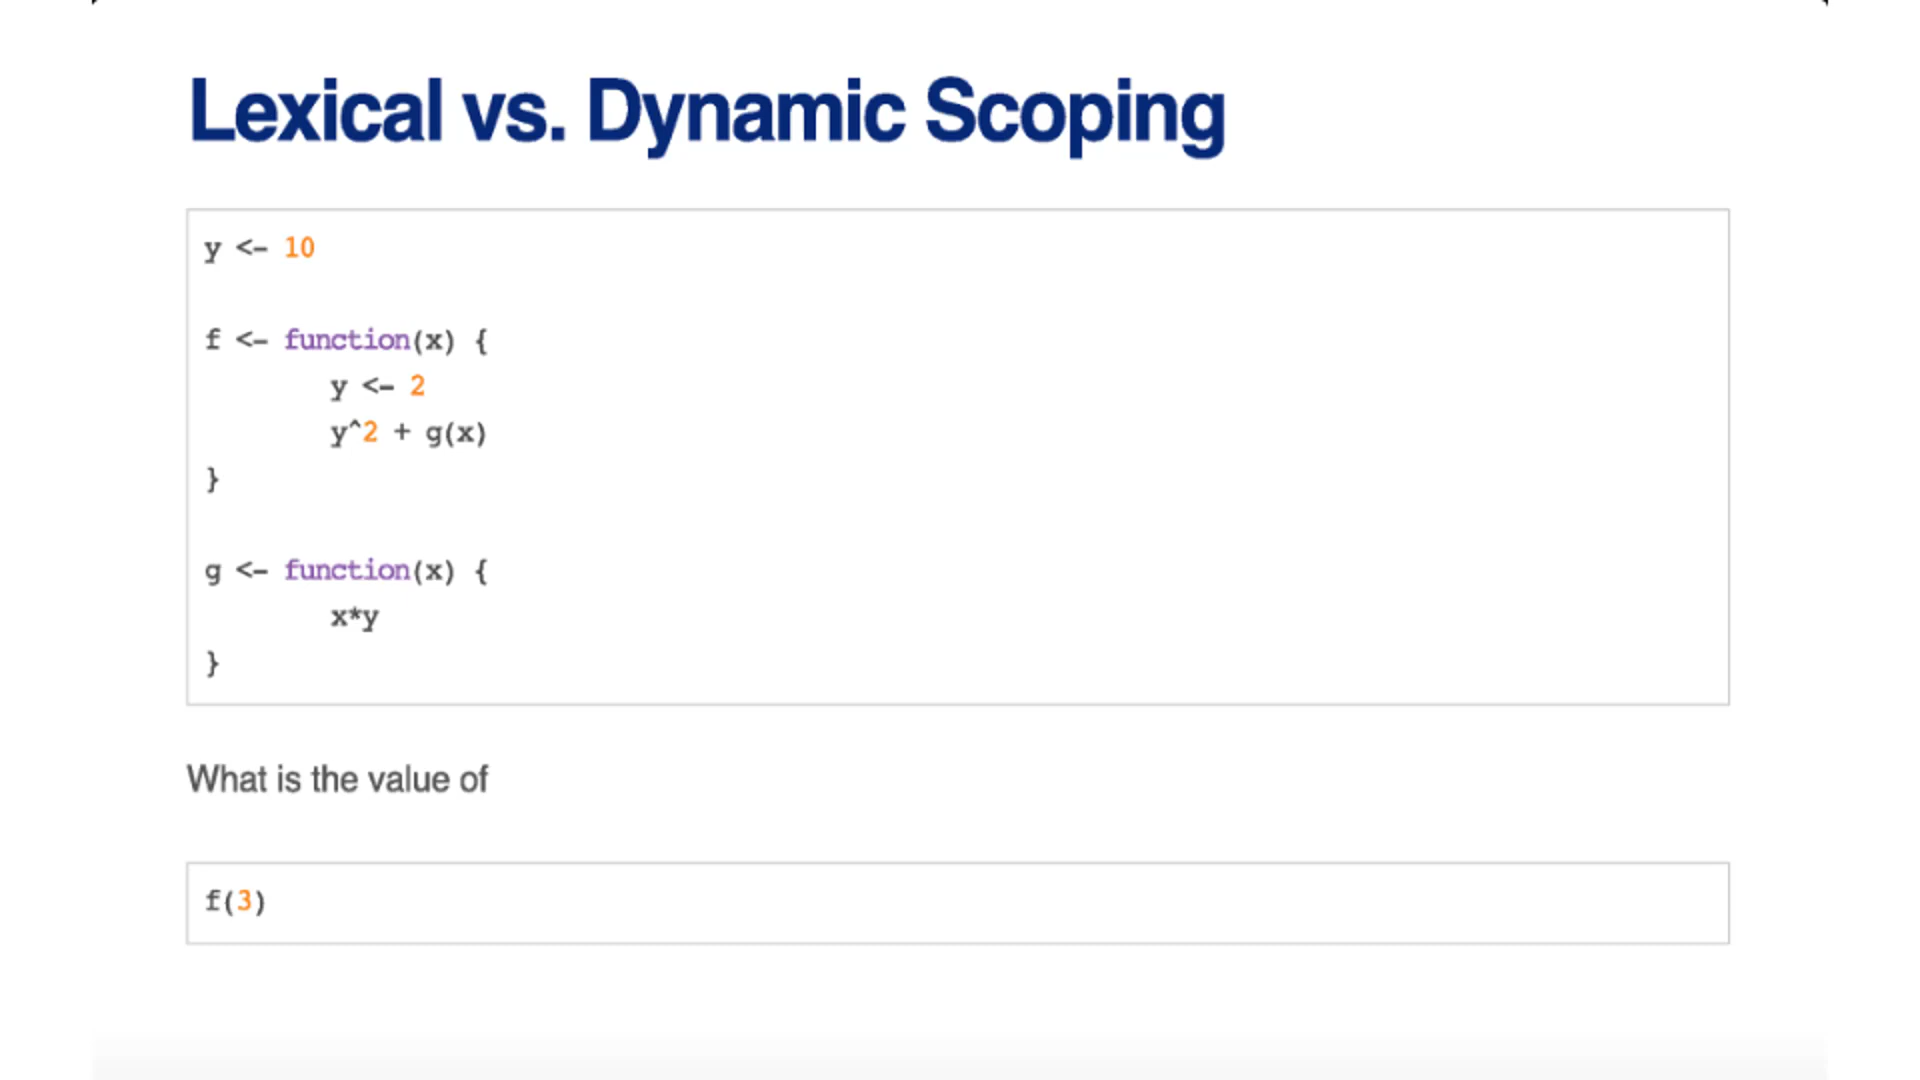 Lexical vs. Dynamic Scoping
y <- 10
f <- function(x) {
        y <- 2
        y^2 + g(x)
}
g <- function(x) {
        x*y
}
What is the value of
f(3)